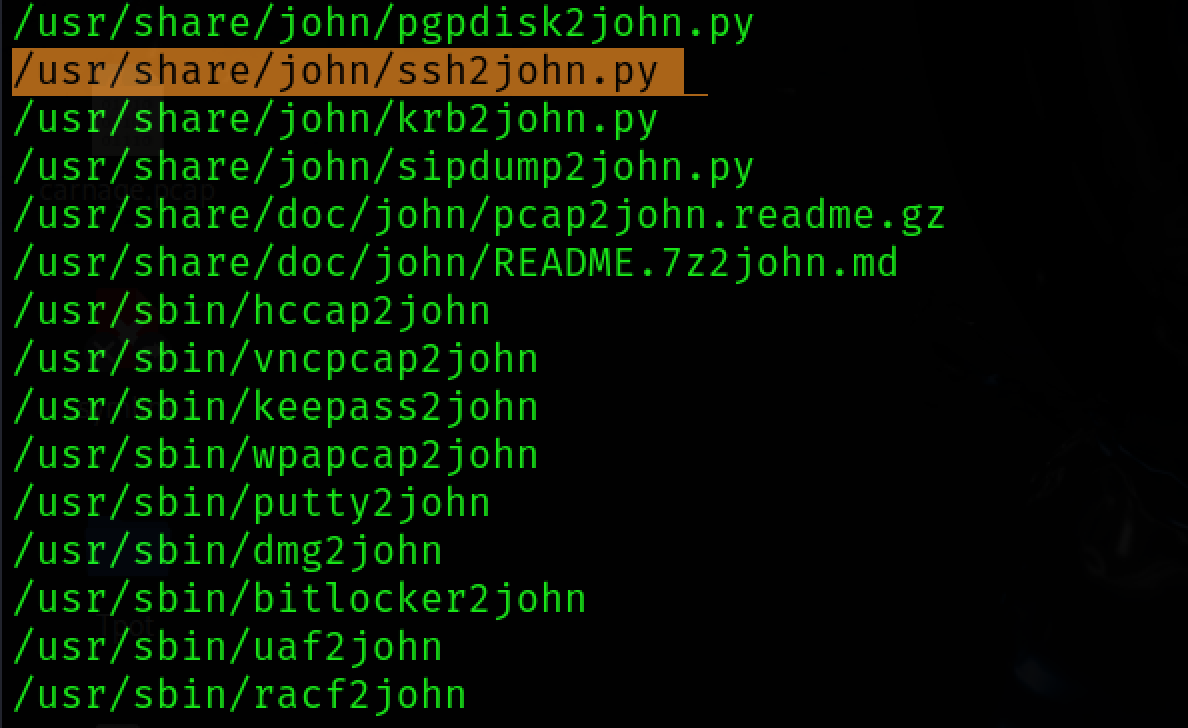 /usr/share/john/pgpdisk2john.py
/usr/share/john/ssh2john.py
/usr/share/john/krb2john.py
/usr/share/john/sipdump2john.py
carnage.pcap
/usr/share/doc/john/pcap2john.readme.gz
/usr/share/doc/john/README.7z2john.md
/usr/sbin/hccap2john
/usr/sbin/vncpcap2john
/usr/sbin/keepass2john
/usr/sbin/wpapcap2john
/usr/sbin/putty2john
/usr/sbin/dmg2john
/usr/sbin/bitlocker2john
/usr/sbin/uaf2john
/usr/sbin/racf2john